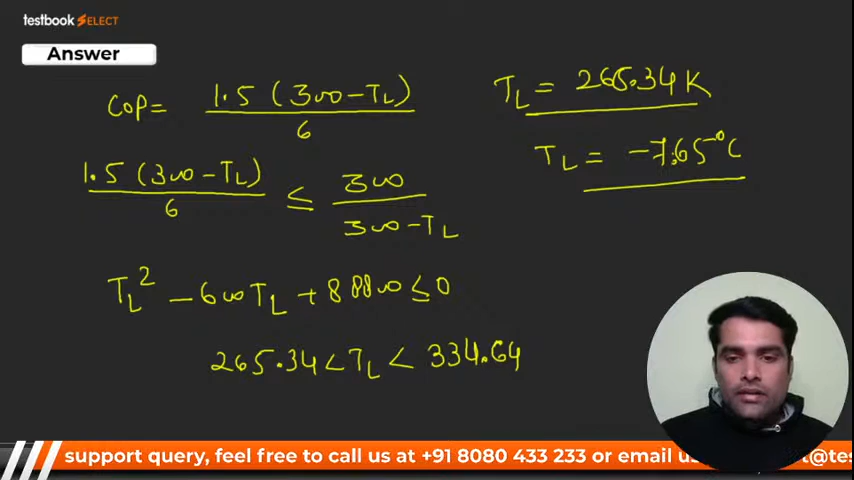 testbook SELECT
Answer
COP = 1.5 (300 - TL) / 6
1.5 (300 - TL) / 6 ≤ 300 / 300 - TL
TL² - 600 TL + 88800 ≤ 0
265.34 < TL < 334.64
TL = 265.34 K
TL = -7.65°C
support query, feel free to call us at +91 8080 433 233 or email us
t@tes